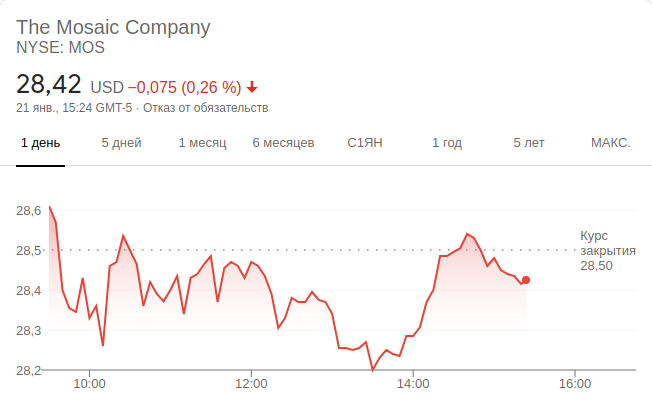 The Mosaic Company
NYSE: MOS
28,42 USD −0,075 (0,26 %)
21 янв., 15:24 GMT-5 · Отказ от обязательств
1 день 5 дней 1 месяц 6 месяцев С1ЯН 1 год 5 лет МАКС.
28,6
28,5
28,4
28,3
28,2
Курс
закрытия
28,50
10:00 12:00 14:00 16:00